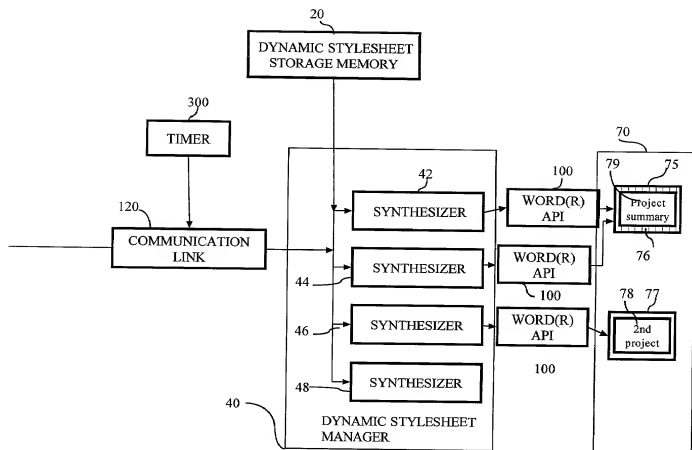 20
DYNAMIC STYLESHEET
STORAGE MEMORY
300
TIMER
70
100
79
75
42
120
SYNTHESIZER
WORD(R)
API
Project
summary
COMMUNICATION
LINK
76
SYNTHESIZER
WORD(R)
API
44
100
78
77
46
SYNTHESIZER
WORD(R)
API
2nd
project
100
SYNTHESIZER
48
40
DYNAMIC STYLESHEET
MANAGER